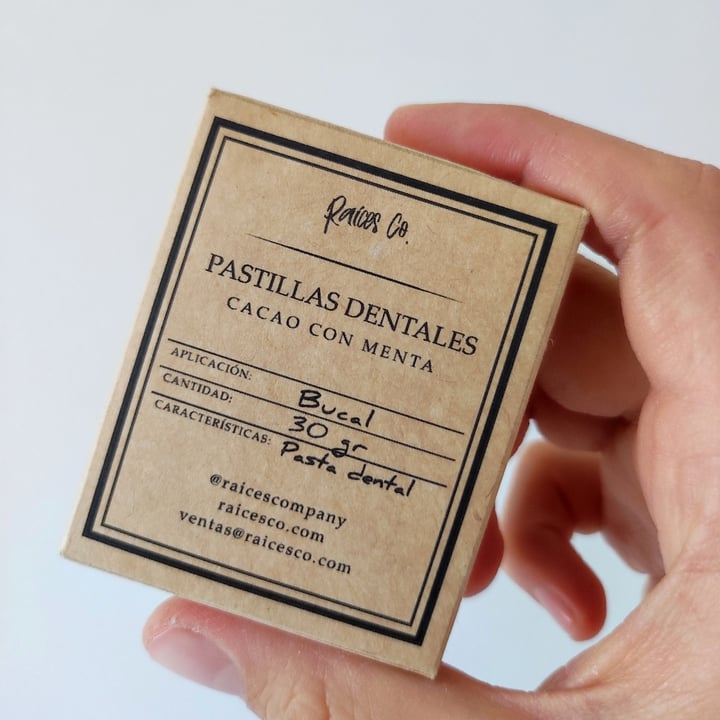 Raíces Co.
PASTILLAS DENTALES
CACAO CON MENTA
APLICACIÓN: Bucal
CANTIDAD: 30 gr
CARACTERÍSTICAS: Pasta dental
@raicescompany
raicesco.com
ventas@raicesco.com